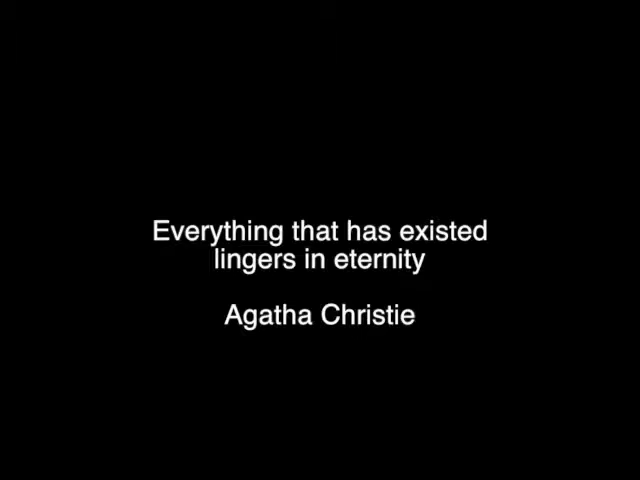 Everything that has existed
lingers in eternity
Agatha Christie